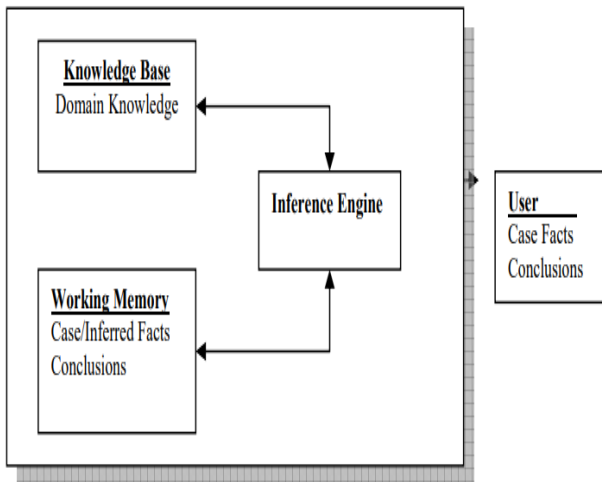 Knowledge Base
Domain Knowledge
Inference Engine
User
Case Facts
Conclusions
Working Memory
Case/Inferred Facts
Conclusions